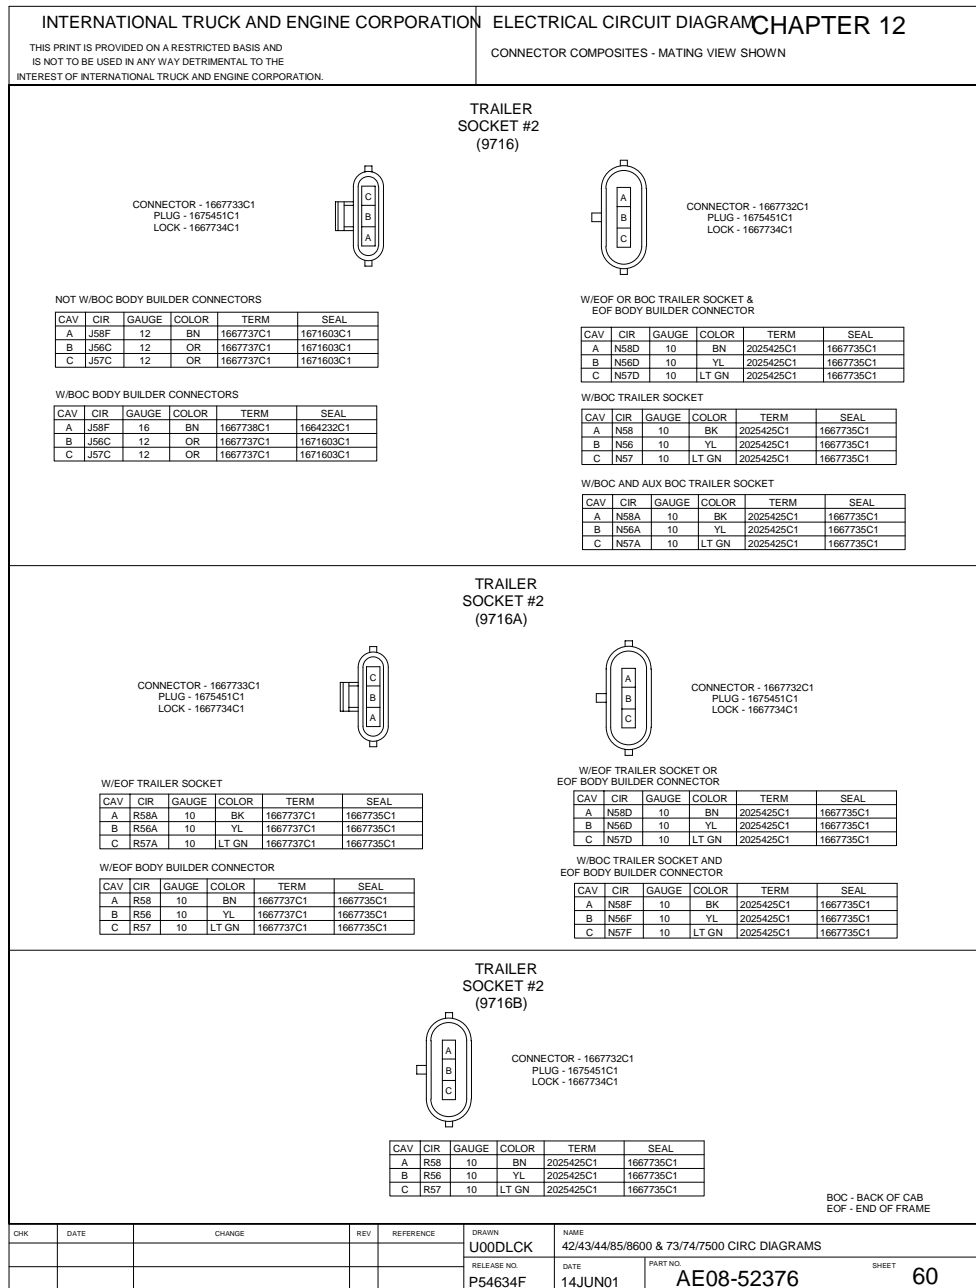 INTERNATIONAL TRUCK AND ENGINE CORPORATION
THIS PRINT IS PROVIDED ON A RESTRICTED BASIS AND
IS NOT TO BE USED IN ANY WAY DETRIMENTAL TO THE
INTEREST OF INTERNATIONAL TRUCK AND ENGINE CORPORATION.
ELECTRICAL CIRCUIT DIAGRAM
CHAPTER 12
CONNECTOR COMPOSITES - MATING VIEW SHOWN
TRAILER
SOCKET #2
(9716)
CONNECTOR - 1667733C1
PLUG - 1675451C1
LOCK - 1667734C1
C
B
A
NOT W/BOC BODY BUILDER CONNECTORS
CAV CIR GAUGE COLOR TERM SEAL
A J58F 12 BN 1667737C1 1671603C1
B J56C 12 OR 1667737C1 1671603C1
C J57C 12 OR 1667737C1 1671603C1
W/BOC BODY BUILDER CONNECTORS
CAV CIR GAUGE COLOR TERM SEAL
A J58F 16 BN 1667738C1 1664232C1
B J56C 12 OR 1667737C1 1671603C1
C J57C 12 OR 1667737C1 1671603C1
A
B
C
CONNECTOR - 1667732C1
PLUG - 1675451C1
LOCK - 1667734C1
W/EOF OR BOC TRAILER SOCKET &
EOF BODY BUILDER CONNECTOR
CAV CIR GAUGE COLOR TERM SEAL
A N58D 10 BN 2025425C1 1667735C1
B N56D 10 YL 2025425C1 1667735C1
C N57D 10 LT GN 2025425C1 1667735C1
W/BOC TRAILER SOCKET
CAV CIR GAUGE COLOR TERM SEAL
A N58 10 BK 2025425C1 1667735C1
B N56 10 YL 2025425C1 1667735C1
C N57 10 LT GN 2025425C1 1667735C1
W/BOC AND AUX BOC TRAILER SOCKET
CAV CIR GAUGE COLOR TERM SEAL
A N58A 10 BK 2025425C1 1667735C1
B N56A 10 YL 2025425C1 1667735C1
C N57A 10 LT GN 2025425C1 1667735C1
TRAILER
SOCKET #2
(9716A)
CONNECTOR - 1667733C1
PLUG - 1675451C1
LOCK - 1667734C1
C
B
A
W/EOF TRAILER SOCKET
CAV CIR GAUGE COLOR TERM SEAL
A R58A 10 BK 1667737C1 1667735C1
B R56A 10 YL 1667737C1 1667735C1
C R57A 10 LT GN 1667737C1 1667735C1
W/EOF BODY BUILDER CONNECTOR
CAV CIR GAUGE COLOR TERM SEAL
A R58 10 BN 1667737C1 1667735C1
B R56 10 YL 1667737C1 1667735C1
C R57 10 LT GN 1667737C1 1667735C1
A
B
C
CONNECTOR - 1667732C1
PLUG - 1675451C1
LOCK - 1667734C1
W/EOF TRAILER SOCKET OR
EOF BODY BUILDER CONNECTOR
CAV CIR GAUGE COLOR TERM SEAL
A N58D 10 BN 2025425C1 1667735C1
B N56D 10 YL 2025425C1 1667735C1
C N57D 10 LT GN 2025425C1 1667735C1
W/BOC TRAILER SOCKET AND
EOF BODY BUILDER CONNECTOR
CAV CIR GAUGE COLOR TERM SEAL
A N58F 10 BK 2025425C1 1667735C1
B N56F 10 YL 2025425C1 1667735C1
C N57F 10 LT GN 2025425C1 1667735C1
TRAILER
SOCKET #2
(9716B)
A
B
C
CONNECTOR - 1667732C1
PLUG - 1675451C1
LOCK - 1667734C1
CAV CIR GAUGE COLOR TERM SEAL
A R58 10 BN 2025425C1 1667735C1
B R56 10 YL 2025425C1 1667735C1
C R57 10 LT GN 2025425C1 1667735C1
BOC - BACK OF CAB
EOF - END OF FRAME
CHK DATE CHANGE REV REFERENCE
DRAWN
U00DLCK
NAME
42/43/44/85/8600 & 73/74/7500 CIRC DIAGRAMS
RELEASE NO.
P54634F
DATE
14JUN01
PART NO.
AE08-52376
SHEET
60